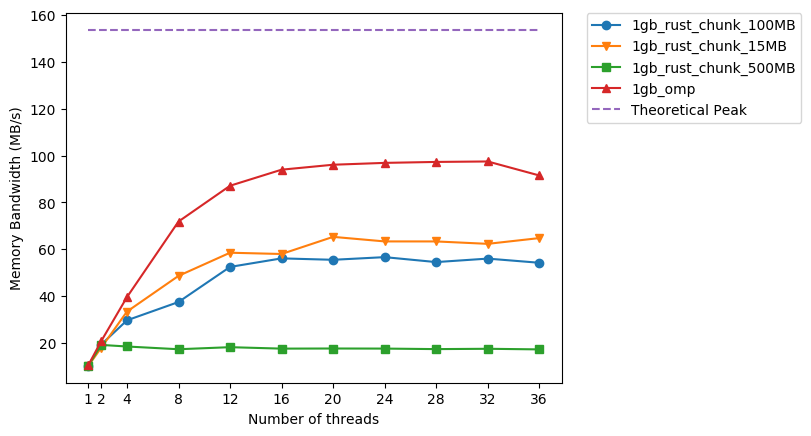 160
140
120
100
80
60
40
20
Memory Bandwidth (MB/s)
1 2 4 8 12 16 20 24 28 32 36
Number of threads
1gb_rust_chunk_100MB
1gb_rust_chunk_15MB
1gb_rust_chunk_500MB
1gb_omp
Theoretical Peak